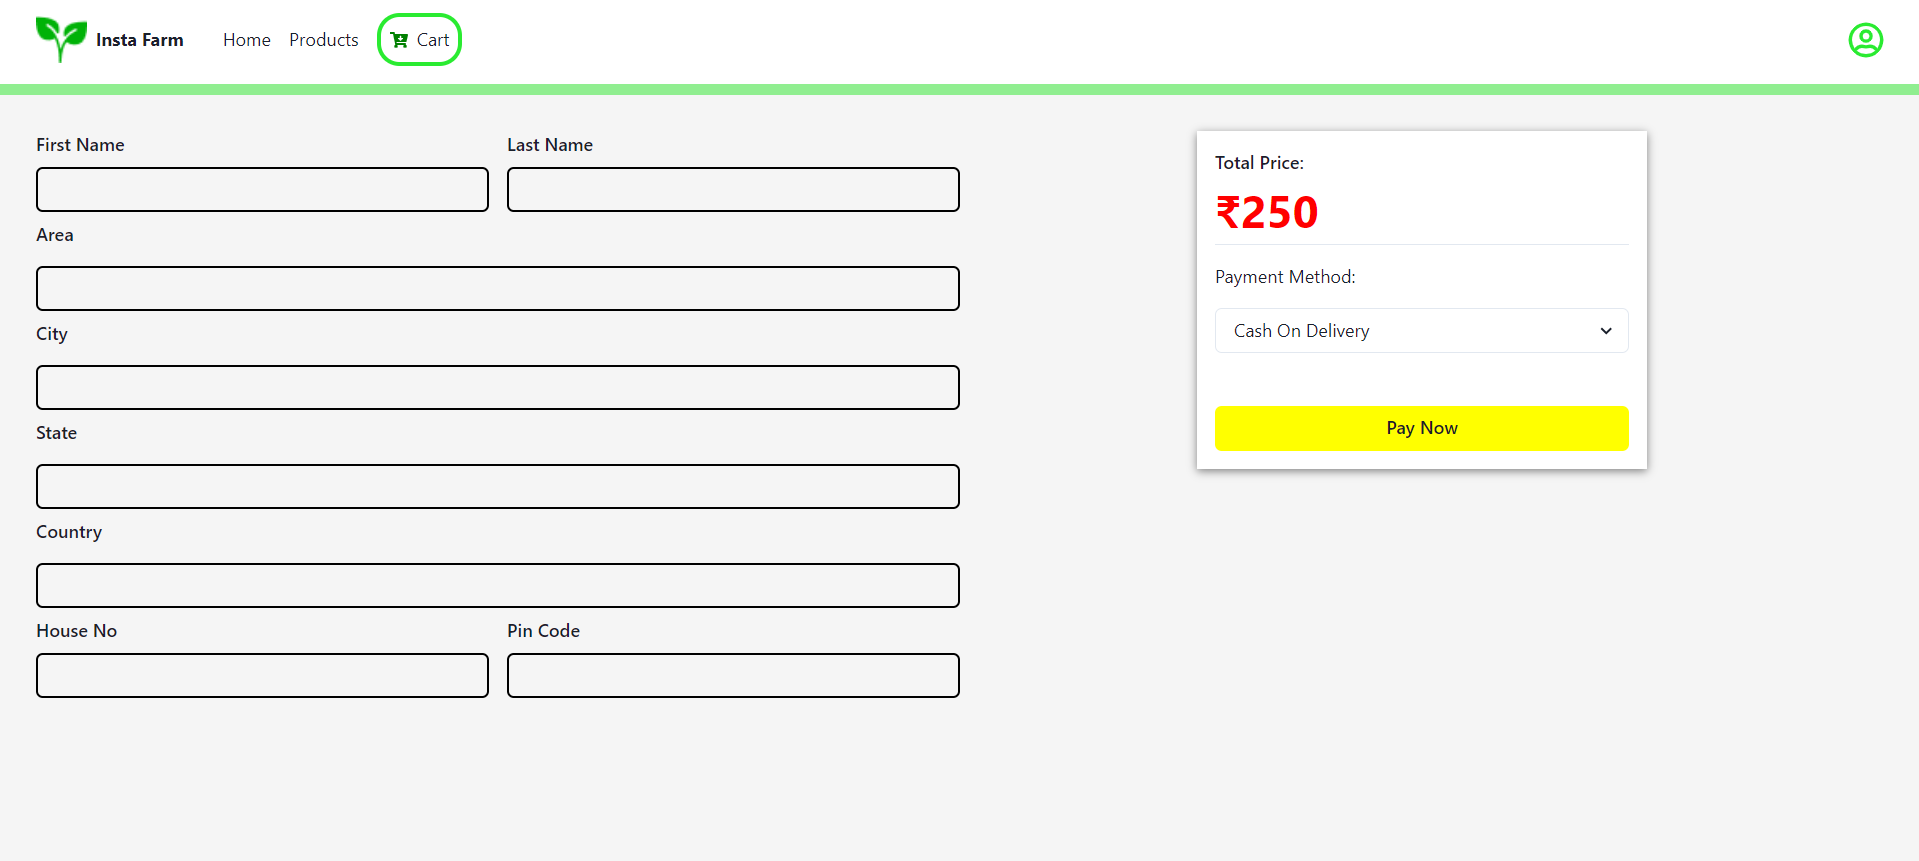 Insta Farm Home Products Cart
First Name Last Name
Area
City
State
Country
House No Pin Code
Total Price:
₹250
Payment Method:
Cash On Delivery
Pay Now